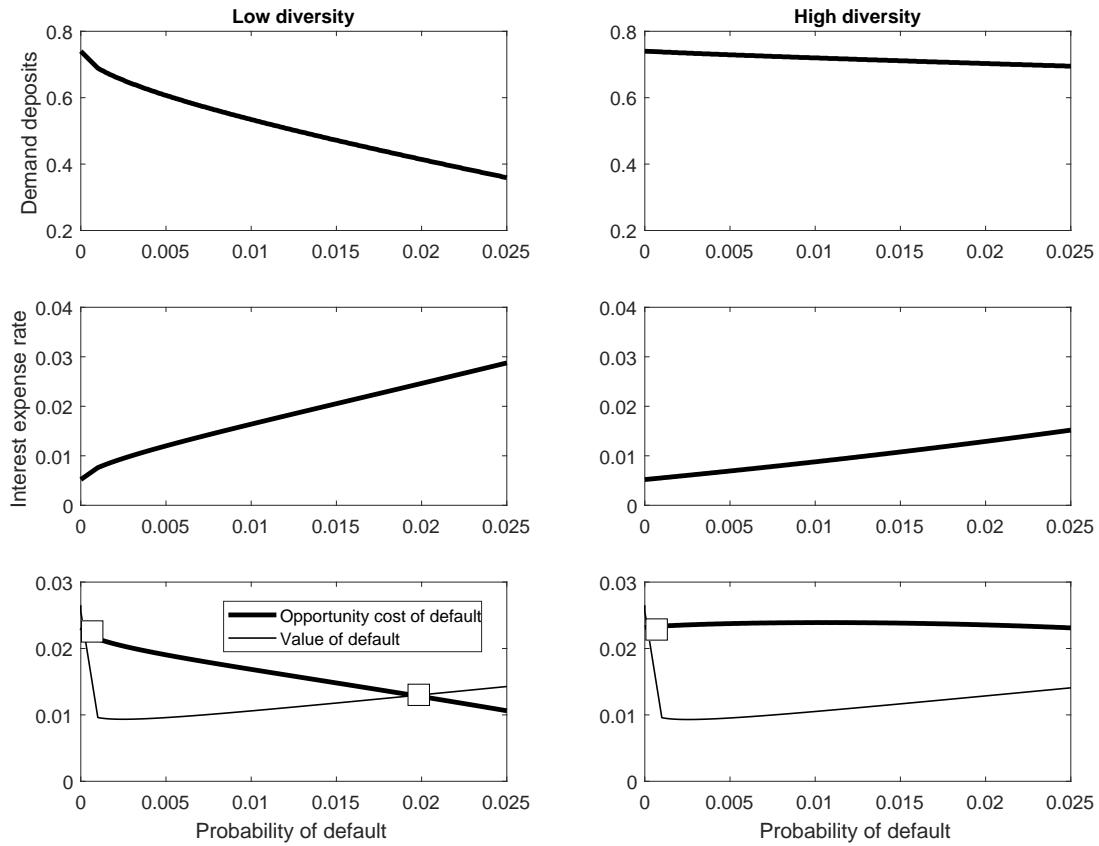 Low diversity
High diversity
Demand deposits
0.8
0.6
0.4
0.2
0 0.005 0.01 0.015 0.02 0.025
0.8
0.6
0.4
0.2
0 0.005 0.01 0.015 0.02 0.025
Interest expense rate
0.04
0.03
0.02
0.01
0
0 0.005 0.01 0.015 0.02 0.025
0.04
0.03
0.02
0.01
0
0 0.005 0.01 0.015 0.02 0.025
0.03
0.02
0.01
0
Opportunity cost of default
Value of default
0 0.005 0.01 0.015 0.02 0.025
Probability of default
0.03
0.02
0.01
0
0 0.005 0.01 0.015 0.02 0.025
Probability of default